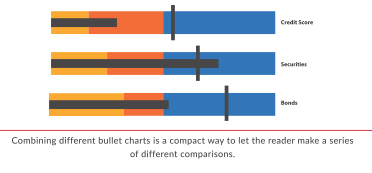 Credit Score
Securities
Bonds
Combining different bullet charts is a compact way to let the reader make a series
of different comparisons.